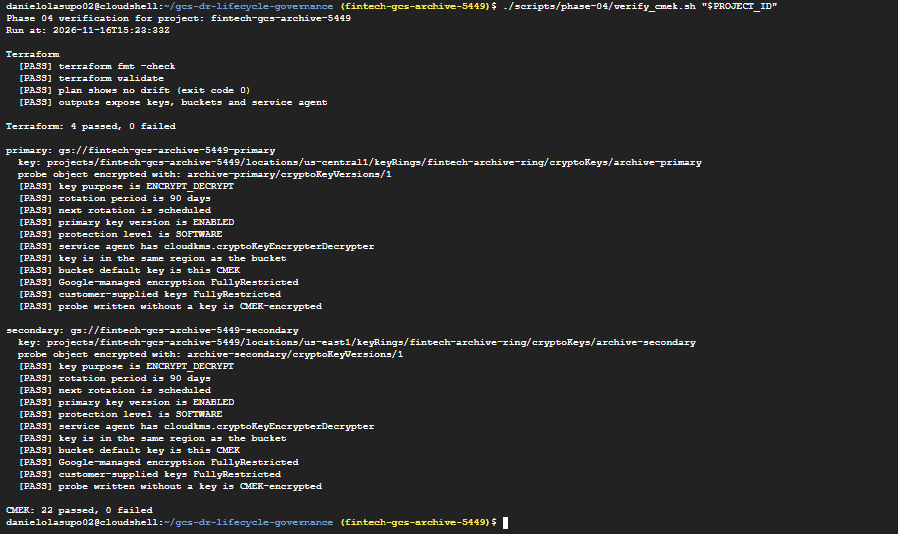 danielolasupo02@cloudshell:~/gcs-dr-lifecycle-governance (fintech-gcs-archive-5449)$ ./scripts/phase-04/verify_cmek.sh "$PROJECT_ID"
Phase 04 verification for project: fintech-gcs-archive-5449
Run at: 2026-11-16T15:23:33Z
Terraform
[PASS] terraform fmt -check
[PASS] terraform validate
[PASS] plan shows no drift (exit code 0)
[PASS] outputs expose keys, buckets and service agent
Terraform: 4 passed, 0 failed
primary: gs://fintech-gcs-archive-5449-primary
key: projects/fintech-gcs-archive-5449/locations/us-central1/keyRings/fintech-archive-ring/cryptoKeys/archive-primary
probe object encrypted with: archive-primary/cryptoKeyVersions/1
[PASS] key purpose is ENCRYPT_DECRYPT
[PASS] rotation period is 90 days
[PASS] next rotation is scheduled
[PASS] primary key version is ENABLED
[PASS] protection level is SOFTWARE
[PASS] service agent has cloudkms.cryptoKeyEncrypterDecrypter
[PASS] key is in the same region as the bucket
[PASS] bucket default key is this CMEK
[PASS] Google-managed encryption FullyRestricted
[PASS] customer-supplied keys FullyRestricted
[PASS] probe written without a key is CMEK-encrypted
secondary: gs://fintech-gcs-archive-5449-secondary
key: projects/fintech-gcs-archive-5449/locations/us-east1/keyRings/fintech-archive-ring/cryptoKeys/archive-secondary
probe object encrypted with: archive-secondary/cryptoKeyVersions/1
[PASS] key purpose is ENCRYPT_DECRYPT
[PASS] rotation period is 90 days
[PASS] next rotation is scheduled
[PASS] primary key version is ENABLED
[PASS] protection level is SOFTWARE
[PASS] service agent has cloudkms.cryptoKeyEncrypterDecrypter
[PASS] key is in the same region as the bucket
[PASS] bucket default key is this CMEK
[PASS] Google-managed encryption FullyRestricted
[PASS] customer-supplied keys FullyRestricted
[PASS] probe written without a key is CMEK-encrypted
CMEK: 22 passed, 0 failed
danielolasupo02@cloudshell:~/gcs-dr-lifecycle-governance (fintech-gcs-archive-5449)$